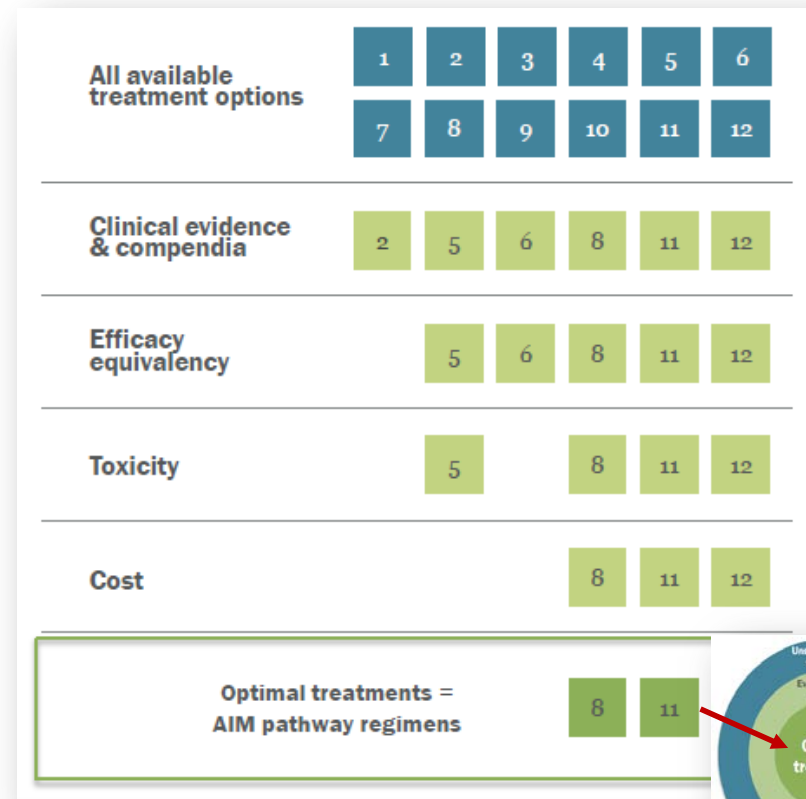 All available
treatment options
1 2 3 4 5 6
7 8 9 10 11 12
Clinical evidence
& compendia
2 5 6 8 11 12
Efficacy
equivalency
5 6 8 11 12
Toxicity
5 8 11 12
Cost
8 11 12
Optimal treatments =
AIM pathway regimens
8 11